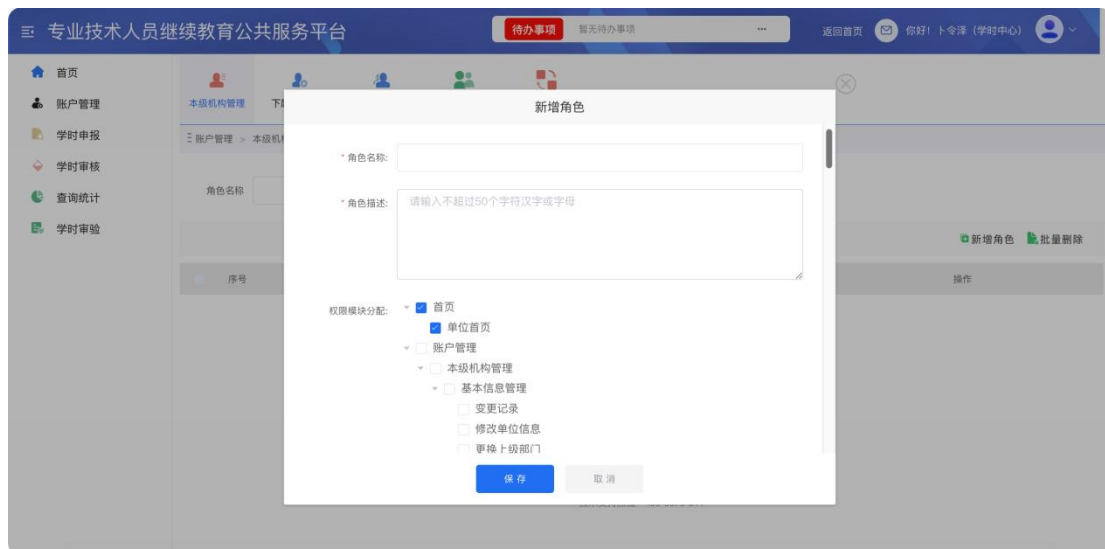 专业技术人员继续教育公共服务平台
待办事项 暂无待办事项 ...
返回首页 你好! 卜令泽 (学时中心)
首页
账户管理
学时申报
学时审核
查询统计
学时审验
本级机构管理
账户管理 > 本级机
角色名称
新增角色 批量删除
序号 操作
新增角色
* 角色名称:
* 角色描述: 请输入不超过50个字符汉字或字母
权限模块分配: 首页
单位首页
账户管理
本级机构管理
基本信息管理
变更记录
修改单位信息
更换上级部门
保存 取消